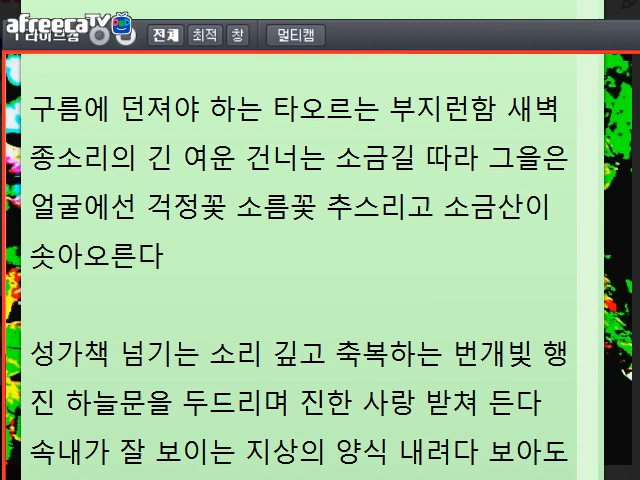 afreecaTV
전체 최적 창 멀티캠
구름에 던져야 하는 타오르는 부지런함 새벽
종소리의 긴 여운 건너는 소금길 따라 그을은
얼굴에선 걱정꽃 소름꽃 추스리고 소금산이
솟아오른다
성가책 넘기는 소리 깊고 축복하는 번개빛 행
진 하늘문을 두드리며 진한 사랑 받쳐 든다
속내가 잘 보이는 지상의 양식 내려다 보아도